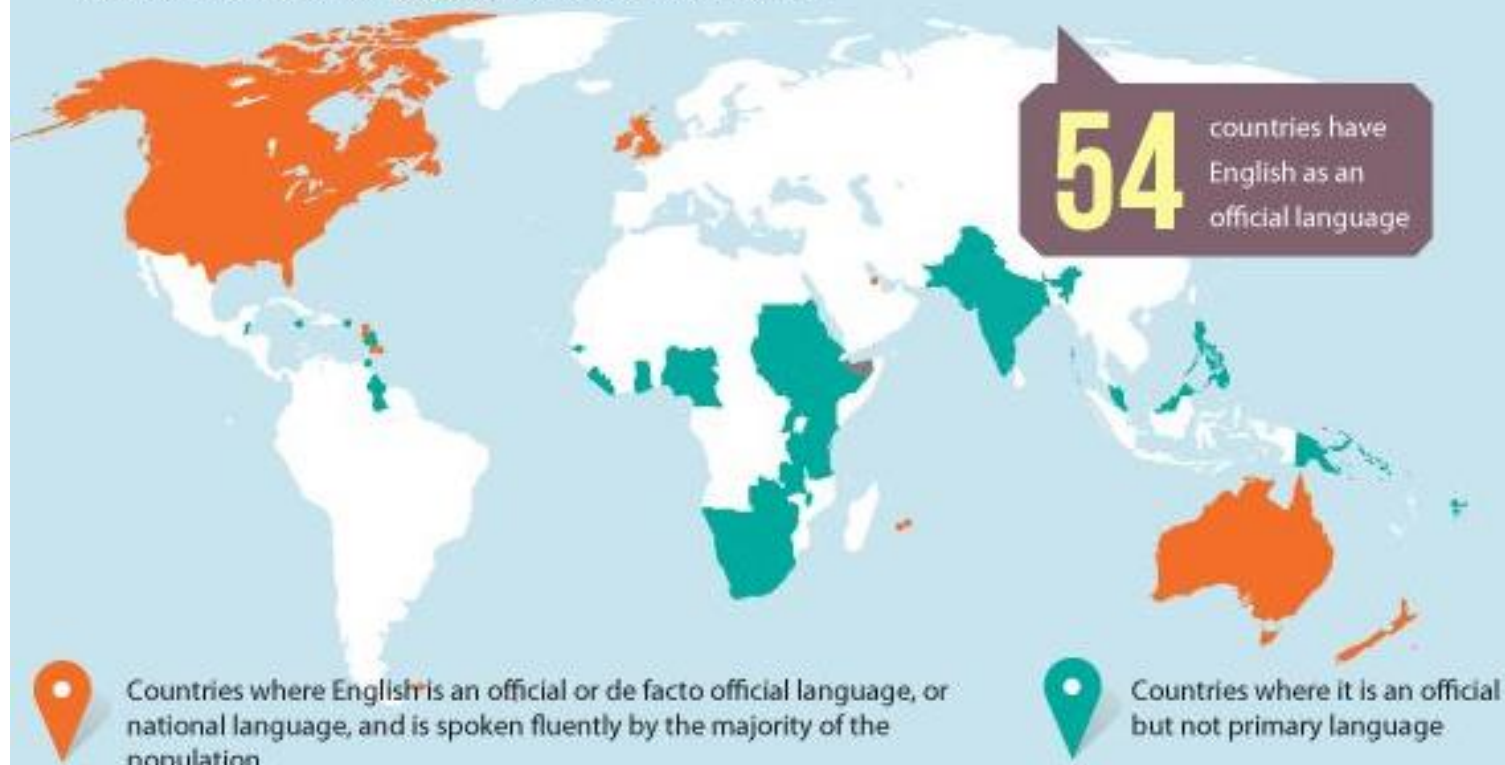 54
countries have
English as an
official language
Countries where English is an official or de facto official language, or
national language, and is spoken fluently by the majority of the
population
Countries where it is an official
but not primary language